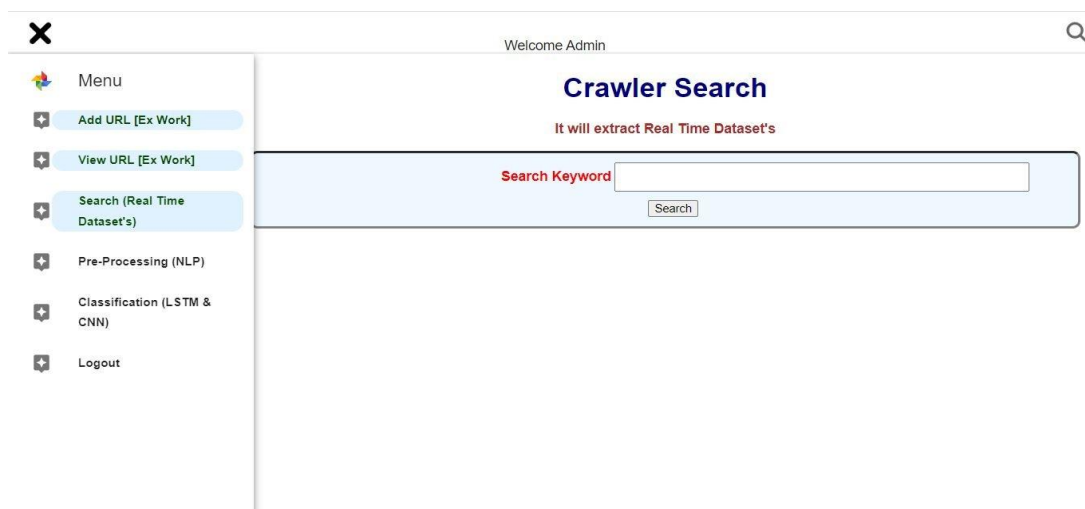 Welcome Admin
Menu
Add URL [Ex Work]
View URL [Ex Work]
Search (Real Time
Dataset's)
Pre-Processing (NLP)
Classification (LSTM &
CNN)
Logout
Crawler Search
It will extract Real Time Dataset's
Search Keyword
Search